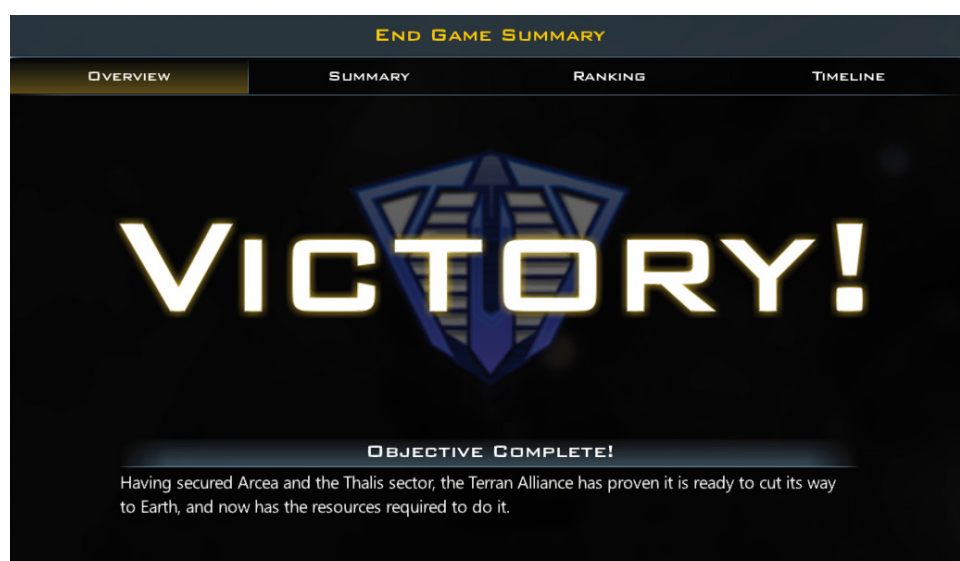 End Game Summary
Overview Summary Ranking Timeline
Victory!
Objective Complete!
Having secured Arcea and the Thalis sector, the Terran Alliance has proven it is ready to cut its way
to Earth, and now has the resources required to do it.